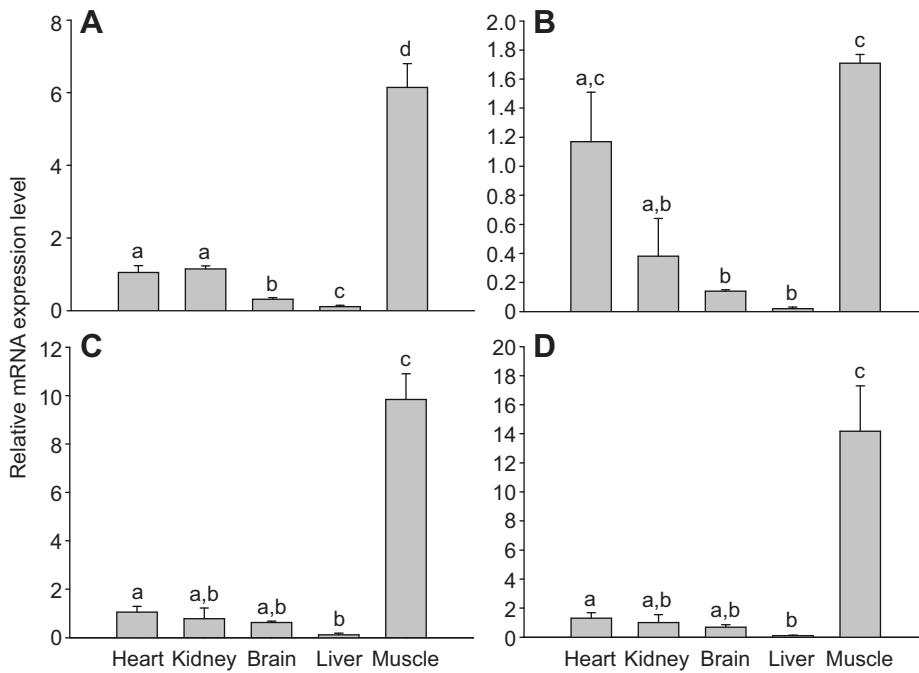 Relative mRNA expression level
A
8
6
4
2
0
a
a
b
c
d
B
2.0
1.8
1.6
1.4
1.2
1.0
0.8
0.6
0.4
0.2
0
a,c
a,b
b
b
c
C
12
10
8
6
4
2
0
a
a,b
a,b
b
c
Heart Kidney Brain Liver Muscle
D
20
18
16
14
12
10
8
6
4
2
0
a
a,b
a,b
b
c
Heart Kidney Brain Liver Muscle